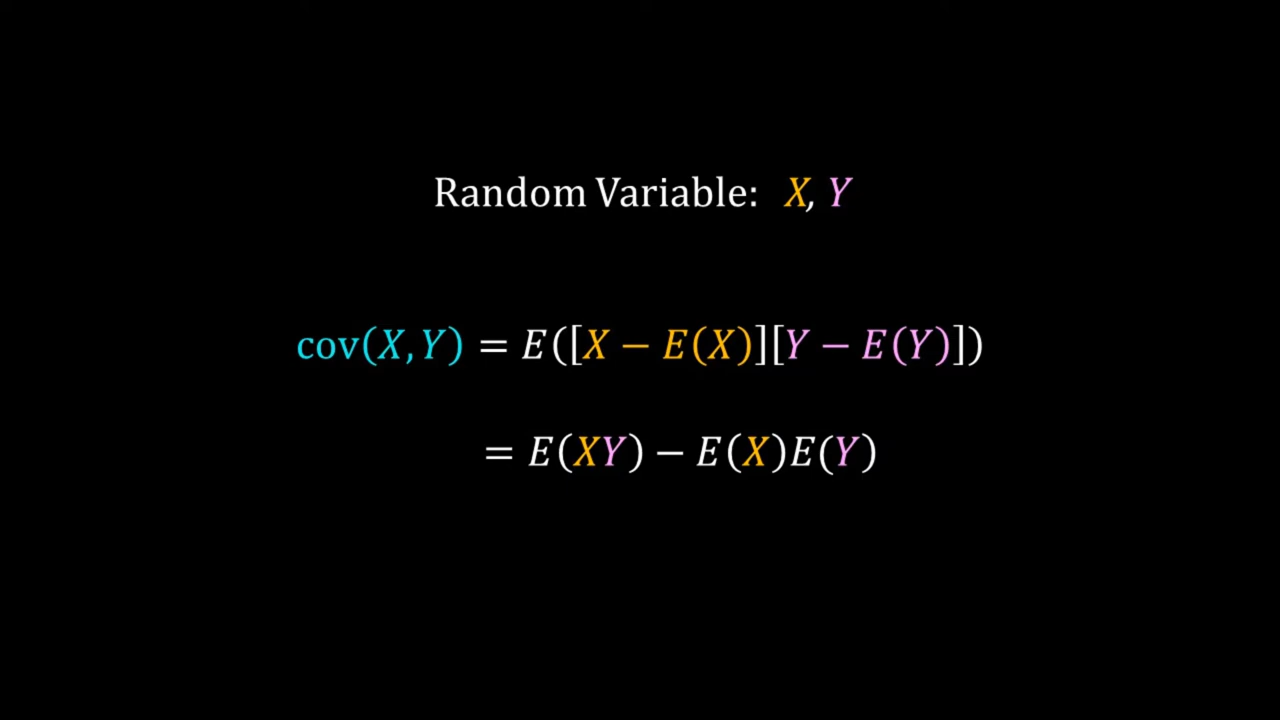 Random Variable: X, Y
cov(X, Y) = E([X − E(X)][Y − E(Y)])
= E(XY) − E(X)E(Y)